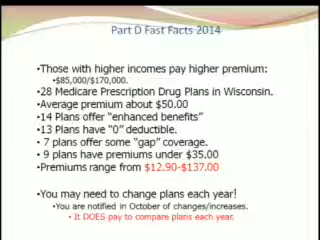 Part D Fast Facts 2014
•Those with higher incomes pay higher premium:
•$85,000/$170,000.
•28 Medicare Prescription Drug Plans in Wisconsin.
•Average premium about $50.00
•14 Plans offer “enhanced benefits”
•13 Plans have “0” deductible.
• 7 plans offer some “gap” coverage.
• 9 plans have premiums under $35.00
•Premiums range from $12.90-$137.00
•You may need to change plans each year!
•You are notified in October of changes/increases.
• It DOES pay to compare plans each year.